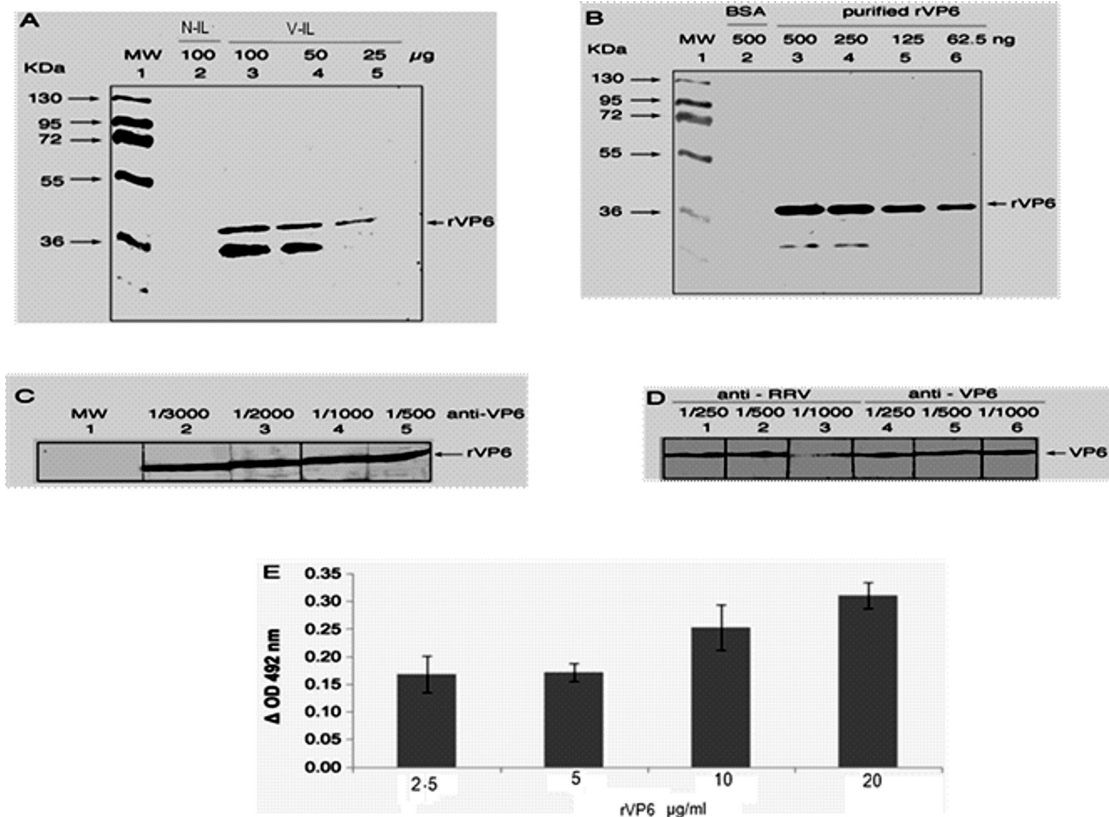 A
N-IL V-IL
MW 100 100 50 25 µg
KDa 1 2 3 4 5
130
95
72
55
36
rVP6
B
BSA purified rVP6
MW 500 500 250 125 62.5 ng
KDa 1 2 3 4 5 6
130
95
72
55
36
rVP6
C
MW 1/3000 1/2000 1/1000 1/500 anti-VP6
1 2 3 4 5
rVP6
D
anti - RRV anti - VP6
1/250 1/500 1/1000 1/250 1/500 1/1000
1 2 3 4 5 6
VP6
E
0.35
0.30
0.25
0.20
0.15
0.10
0.05
0.00
Δ OD 492 nm
2.5 5 10 20
rVP6 µg/ml